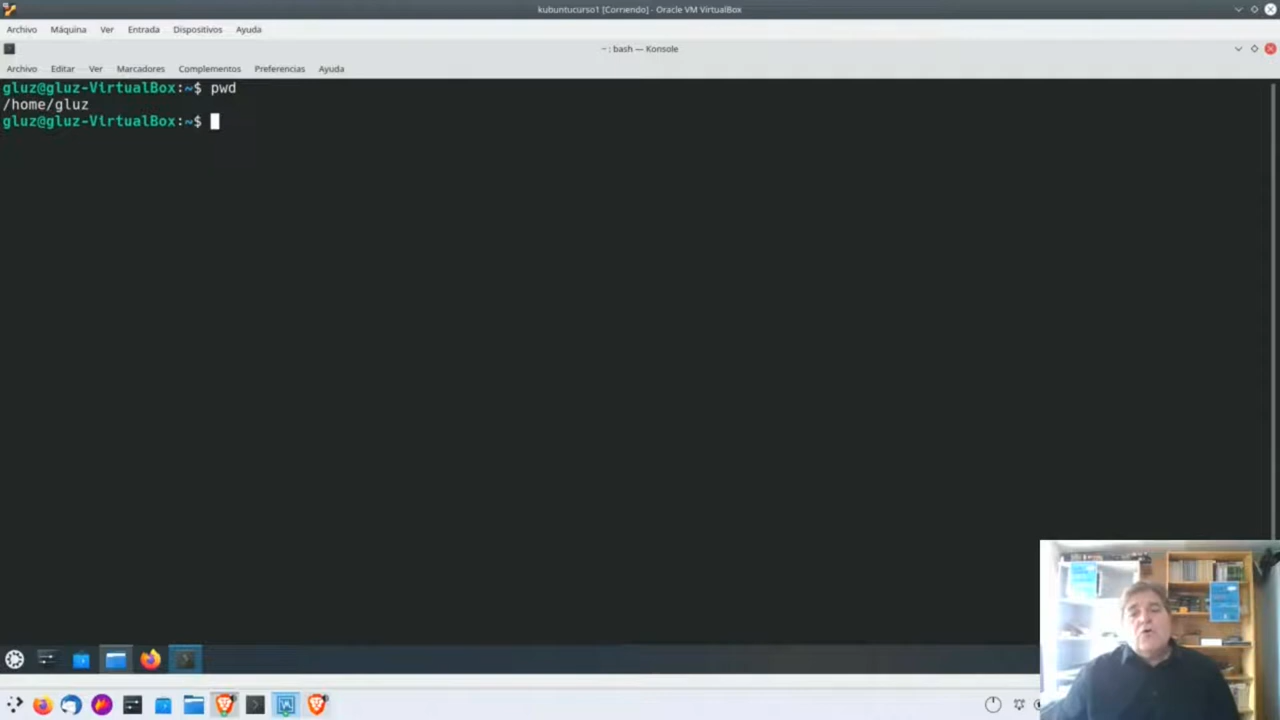 kubuntucurso1 [Corriendo] - Oracle VM VirtualBox
Archivo Máquina Ver Entrada Dispositivos Ayuda
~ : bash — Konsole
Archivo Editar Ver Marcadores Complementos Preferencias Ayuda
gluz@gluz-VirtualBox:~$ pwd
/home/gluz
gluz@gluz-VirtualBox:~$